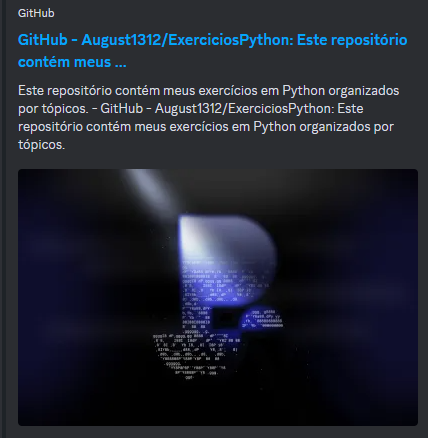 GitHub
GitHub - August1312/ExerciciosPython: Este repositório
contém meus ...
Este repositório contém meus exercícios em Python organizados
por tópicos. - GitHub - August1312/ExerciciosPython: Este
repositório contém meus exercícios em Python organizados por
tópicos.